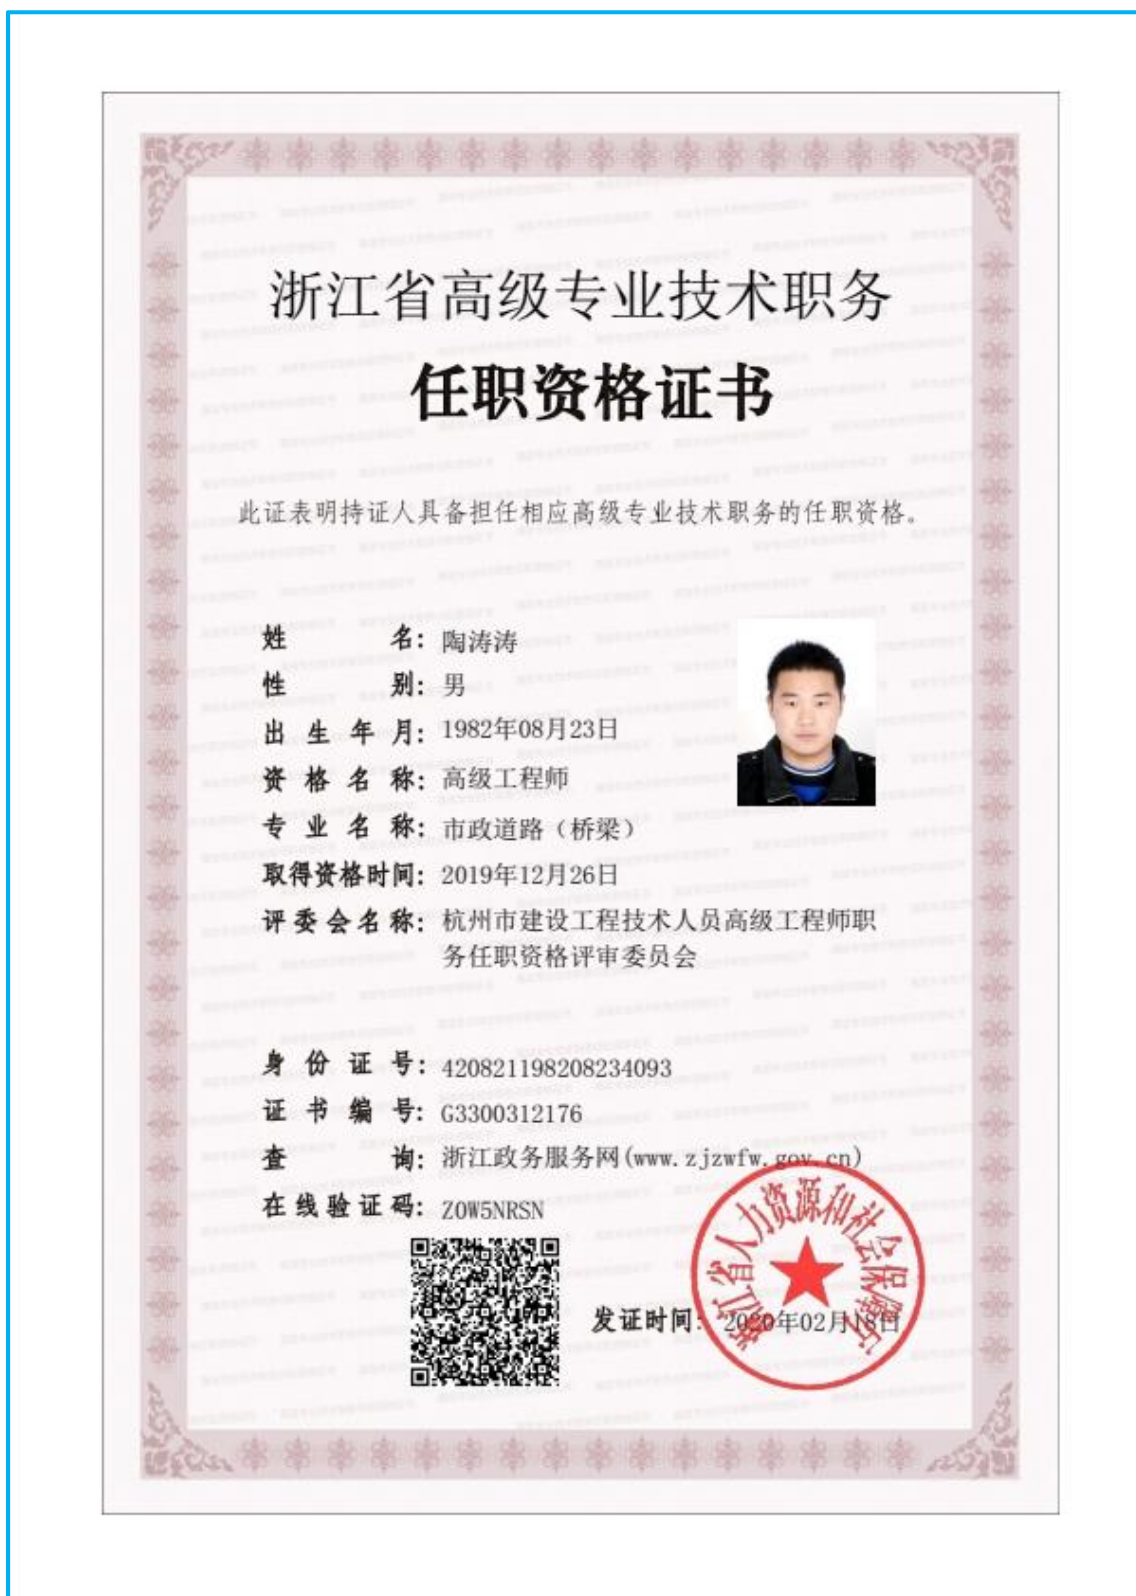 浙江省高级专业技术职务
任职资格证书
此证表明持证人具备担任相应高级专业技术职务的任职资格。
姓名：陶涛涛
性别：男
出生年月：1982年08月23日
资格名称：高级工程师
专业名称：市政道路（桥梁）
取得资格时间：2019年12月26日
评委会名称：杭州市建设工程技术人员高级工程师职
务任职资格评审委员会
身份证号：420821198208234093
证书编号：G3300312176
查询：浙江政务服务网(www.zjzwfw.gov.cn)
在线验证码：ZOW5NRSN
浙江省人力资源和社会保障厅
发证时间：2020年02月18日